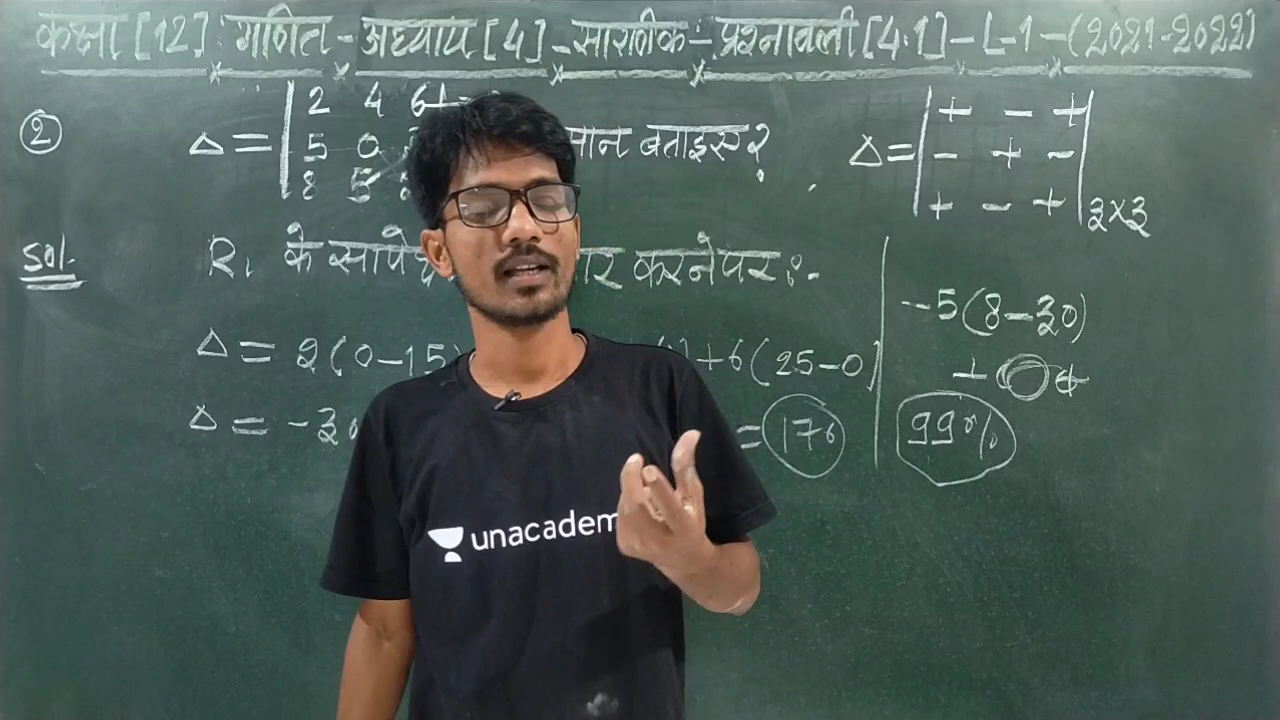 कक्षा [12] गणित - अध्याय [4] - सारणीक - प्रश्नावली [4.1] - L-1 - (2021-2022)
② Δ = | 2 4 6 मान बताइए?
5 0
8 5
Δ = | + - + |
| - + - |
| + - + | 3×3
Sol. R₁ के सापे ार करने पर :-
Δ = 2(0-15) +6(25-0)
Δ = -30 = 176
-5(8-30)
99%
unacadem